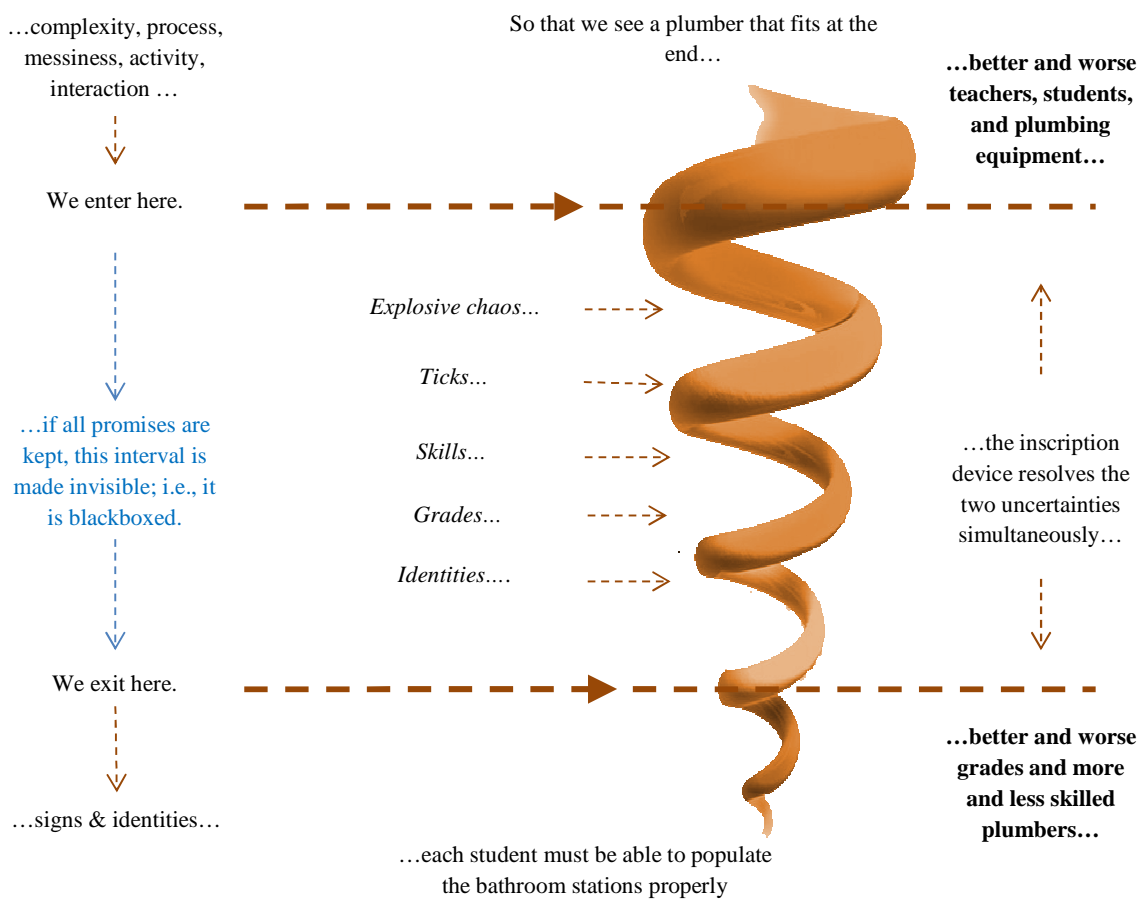 …complexity, process,
messiness, activity,
interaction …
So that we see a plumber that fits at the
end…
…better and worse
teachers, students,
and plumbing
equipment…
We enter here.
Explosive chaos…
Ticks…
Skills…
Grades…
Identities….
…if all promises are
kept, this interval is
made invisible; i.e., it
is blackboxed.
…the inscription
device resolves the
two uncertainties
simultaneously…
We exit here.
…signs & identities…
…better and worse
grades and more
and less skilled
plumbers…
…each student must be able to populate
the bathroom stations properly